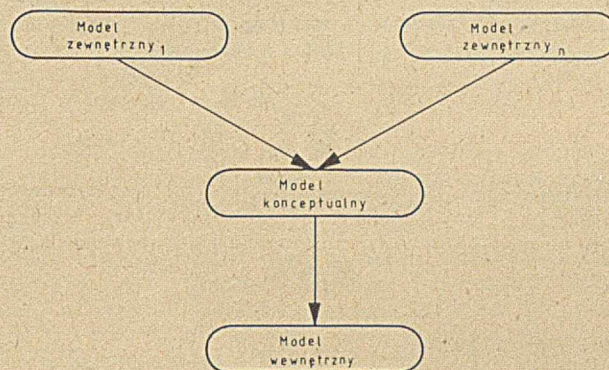 Model
zewnętrzny₁
Model
zewnętrzny n
Model
konceptualny
Model
wewnętrzny